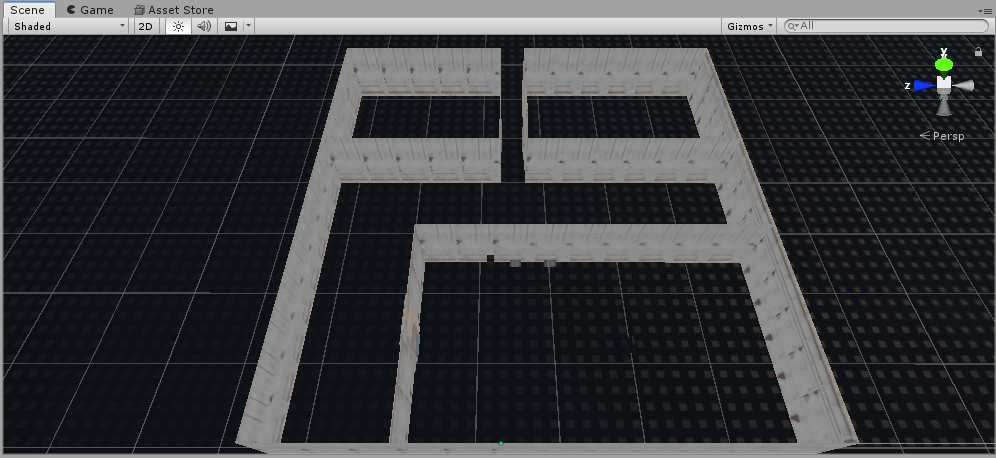 Scene Game Asset Store
Shaded 2D Gizmos All
y
z
Persp